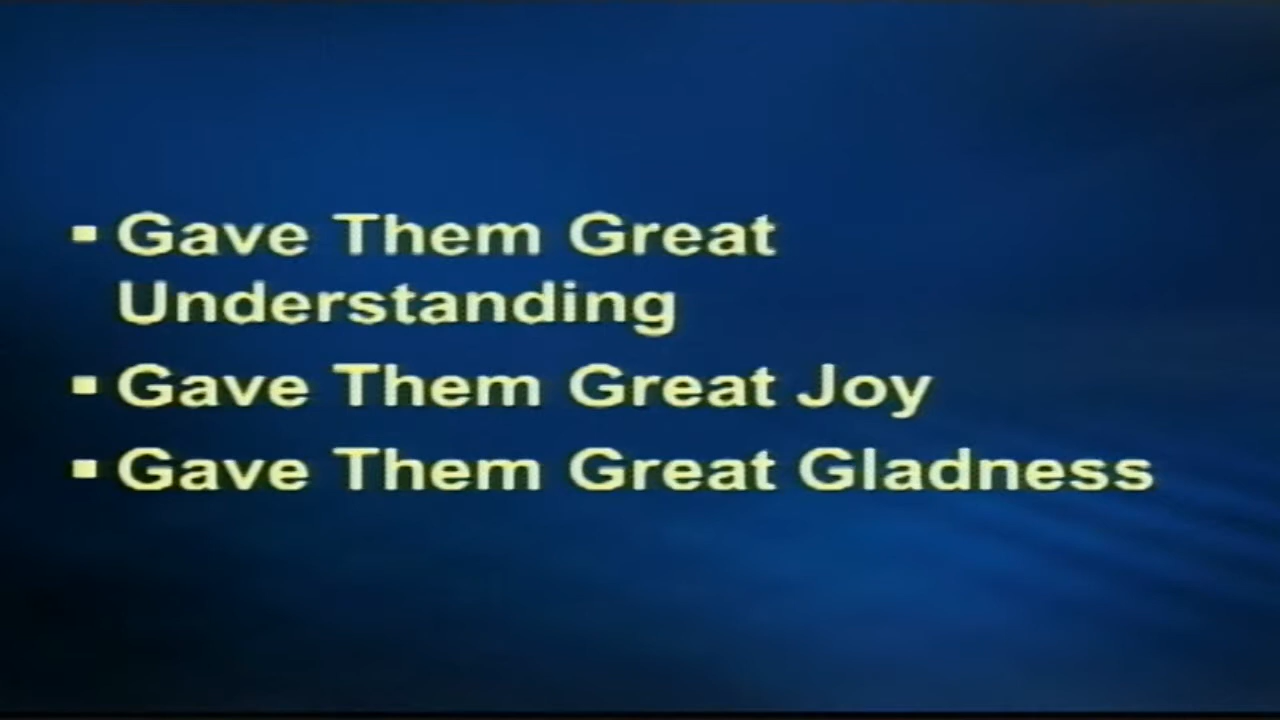 ▪ Gave Them Great
Understanding
▪ Gave Them Great Joy
▪ Gave Them Great Gladness